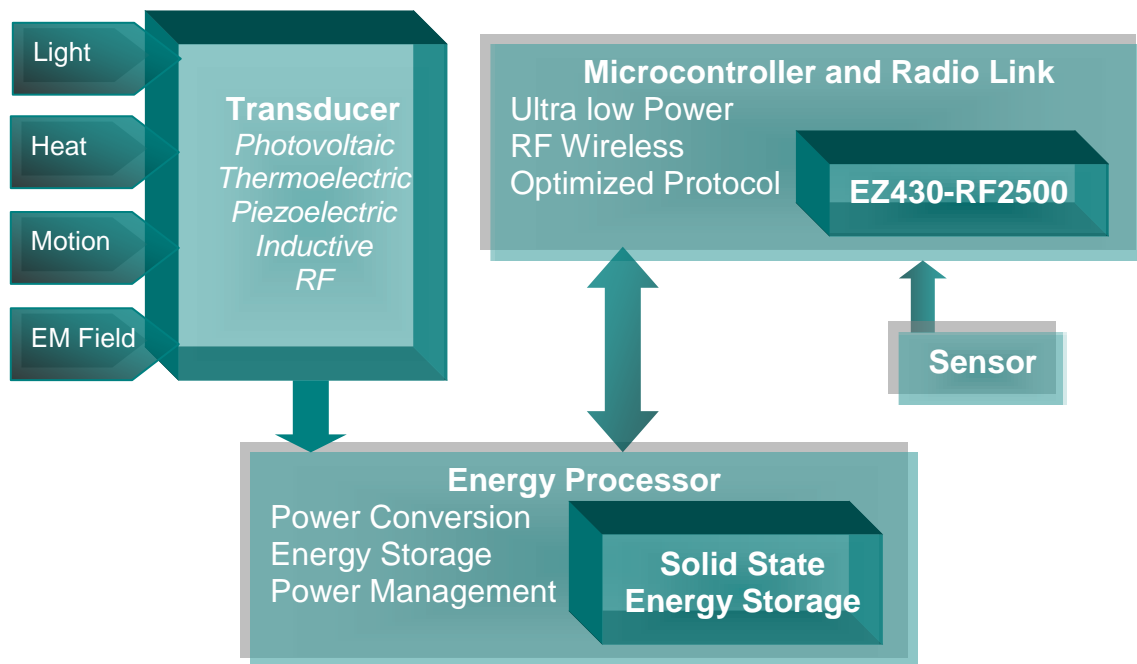 Light
Heat
Motion
EM Field
Transducer
Photovoltaic
Thermoelectric
Piezoelectric
Inductive
RF
Microcontroller and Radio Link
Ultra low Power
RF Wireless
Optimized Protocol
EZ430-RF2500
Sensor
Energy Processor
Power Conversion
Energy Storage
Power Management
Solid State
Energy Storage